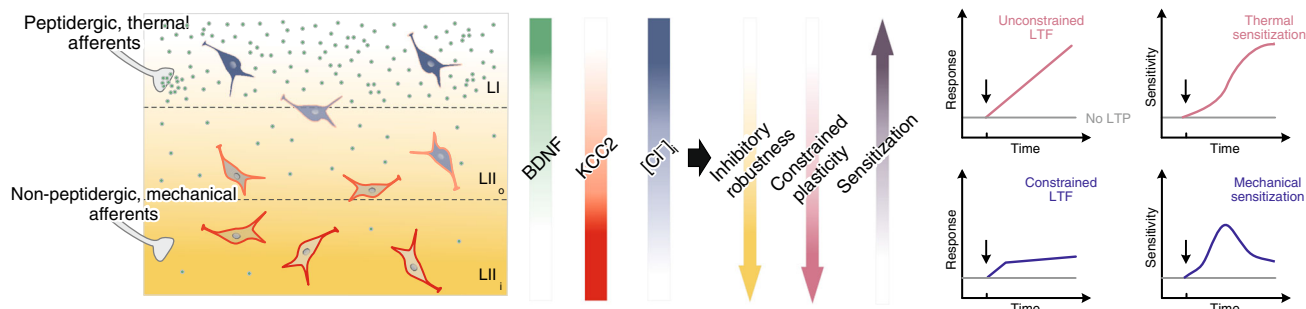 Peptidergic, thermal
afferents
LI
Non-peptidergic, mechanical
afferents
LIIo
LIIi
BDNF
KCC2
[Cl⁻]i
Inhibitory
robustness
Constrained
plasticity
Sensitization
Unconstrained
LTF
Response
No LTP
Time
Thermal
sensitization
Sensitivity
Time
Constrained
LTF
Response
Time
Mechanical
sensitization
Sensitivity
Time